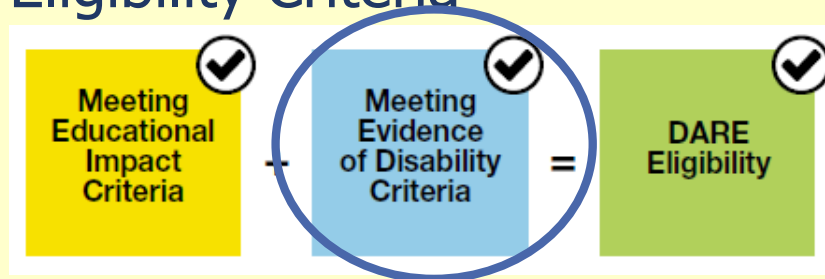 Eligibility Criteria
Meeting
Educational
Impact
Criteria
+
Meeting
Evidence
of Disability
Criteria
=
DARE
Eligibility